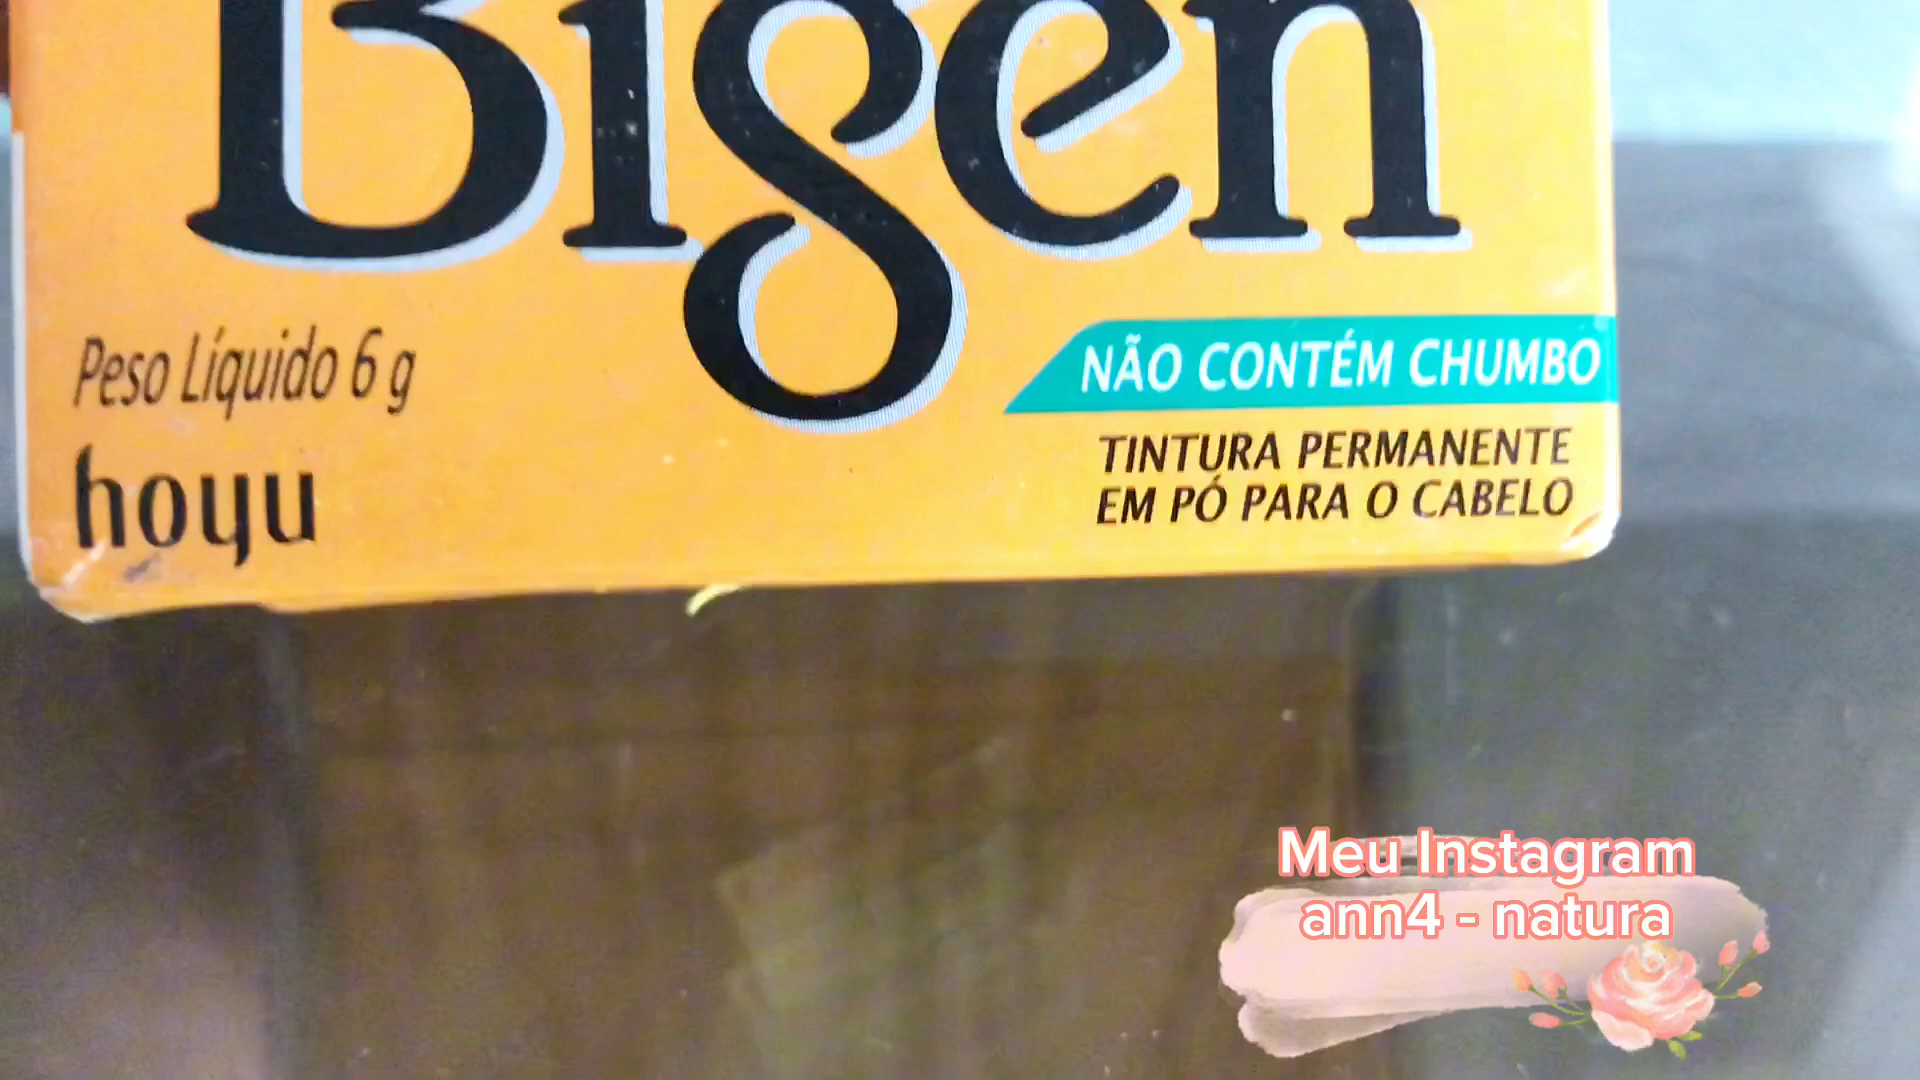 Bigen
Peso Líquido 6 g
hoyu
NÃO CONTÉM CHUMBO
TINTURA PERMANENTE
EM PÓ PARA O CABELO
Meu Instagram
ann4 - natura